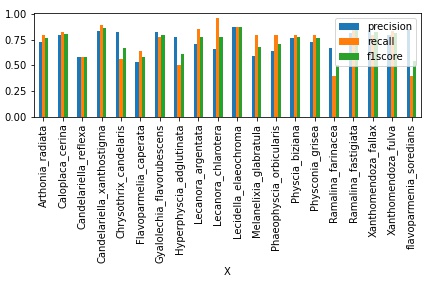 1.00
0.75
0.50
0.25
0.00
precision
recall
f1score
Arthonia_radiata
Caloplaca_cerina
Candelariella_reflexa
Candelariella_xanthostigma
Chrysothrix_candelaris
Flavoparmelia_caperata
Gyalolechia_flavorubescens
Hyperphyscia_adglutinata
Lecanora_argentata
Lecanora_chlarotera
Lecidella_elaeochroma
Melanelixia_glabratula
Phaeophyscia_orbicularis
Physcia_biziana
Physconia_grisea
Ramalina_farinacea
Ramalina_fastigiata
Xanthomendoza_fallax
Xanthomendoza_fulva
flavoparmenia_soredians
X